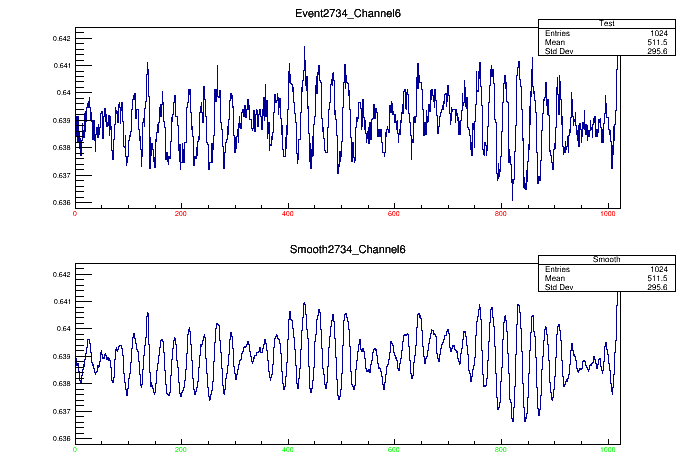 Event2734_Channel6
Test
Entries 1024
Mean 511.5
Std Dev 295.6
0.642
0.641
0.64
0.639
0.638
0.637
0.636
0 200 400 600 800 1000
Smooth2734_Channel6
Smooth
Entries 1024
Mean 511.5
Std Dev 295.6
0.642
0.641
0.64
0.639
0.638
0.637
0.636
0 200 400 600 800 1000